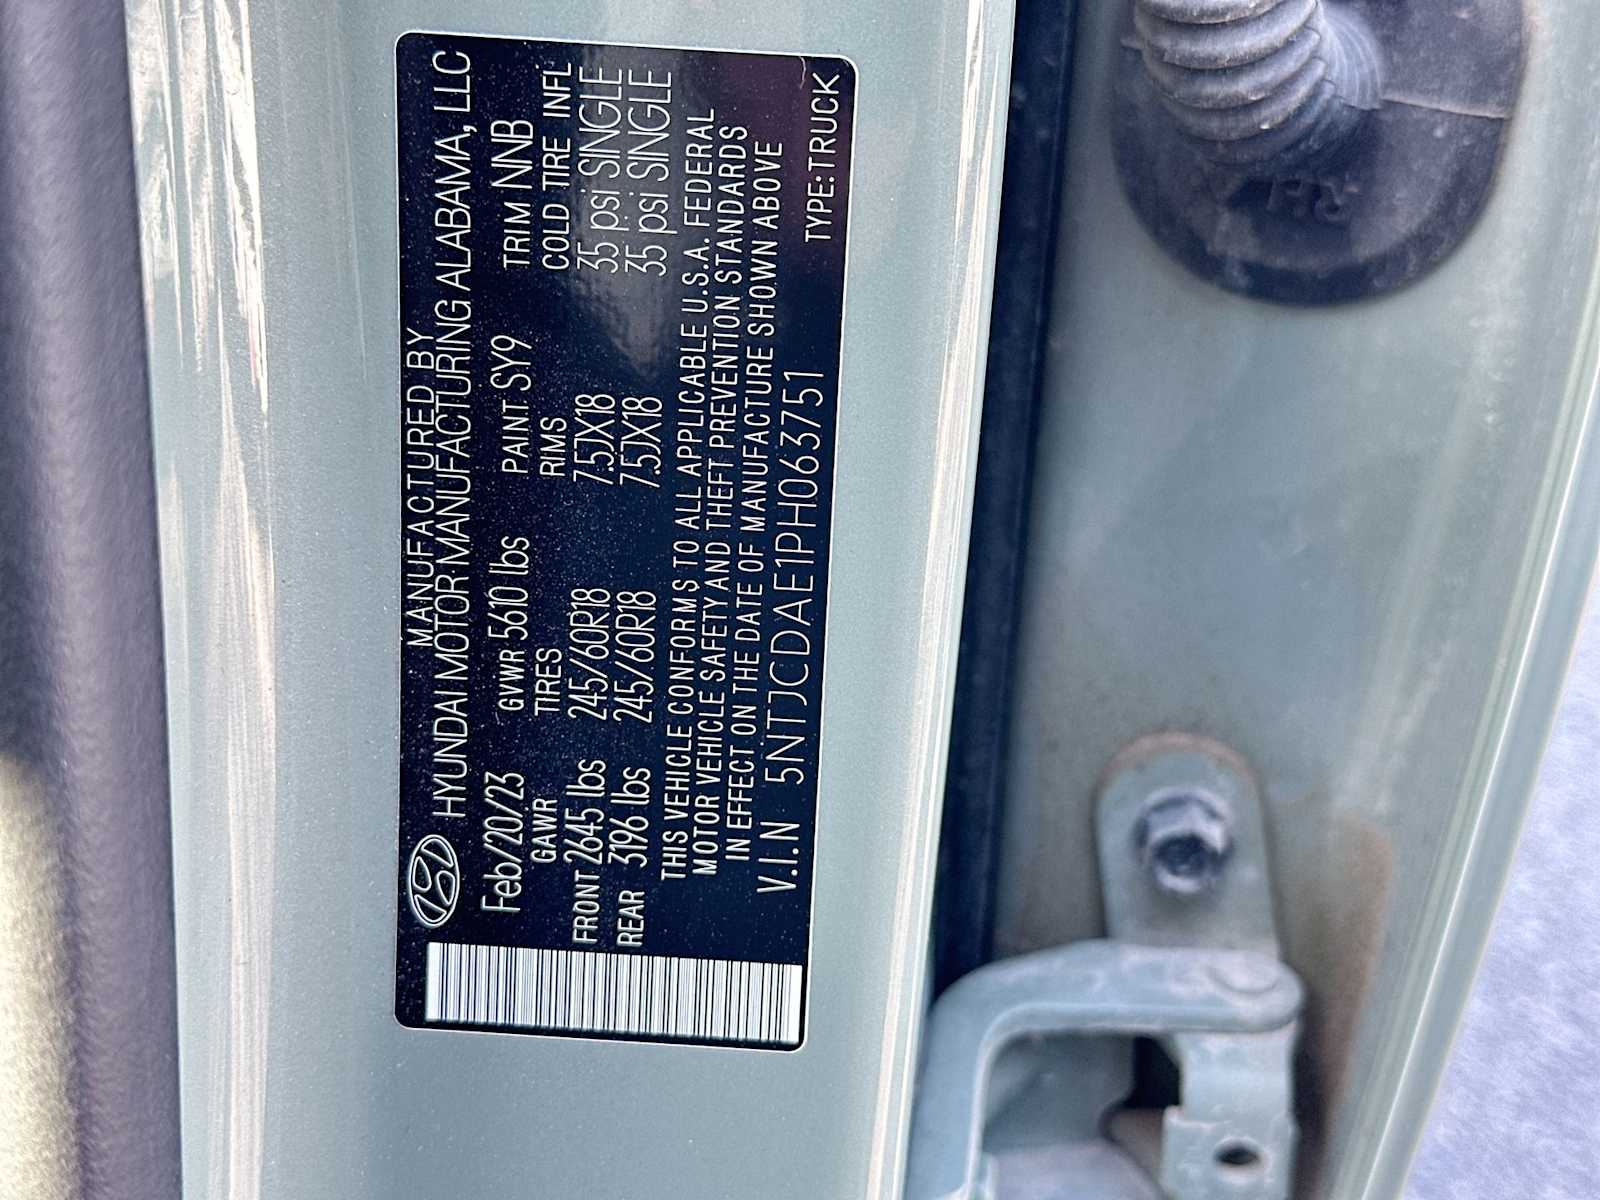 MANUFACTURED BY
HYUNDAI MOTOR MANUFACTURING ALABAMA, LLC
Feb/20/23 GVWR 5610 lbs PAINT SY9 TRIM NNB
GAWR TIRES RIMS COLD TIRE INFL
FRONT 2645 lbs 245/60R18 7.5JX18 35 psi SINGLE
REAR 3196 lbs 245/60R18 7.5JX18 35 psi SINGLE
THIS VEHICLE CONFORMS TO ALL APPLICABLE U.S.A. FEDERAL
MOTOR VEHICLE SAFETY AND THEFT PREVENTION STANDARDS
IN EFFECT ON THE DATE OF MANUFACTURE SHOWN ABOVE
V.I.N 5NTJCDAE1PH063751 TYPE:TRUCK